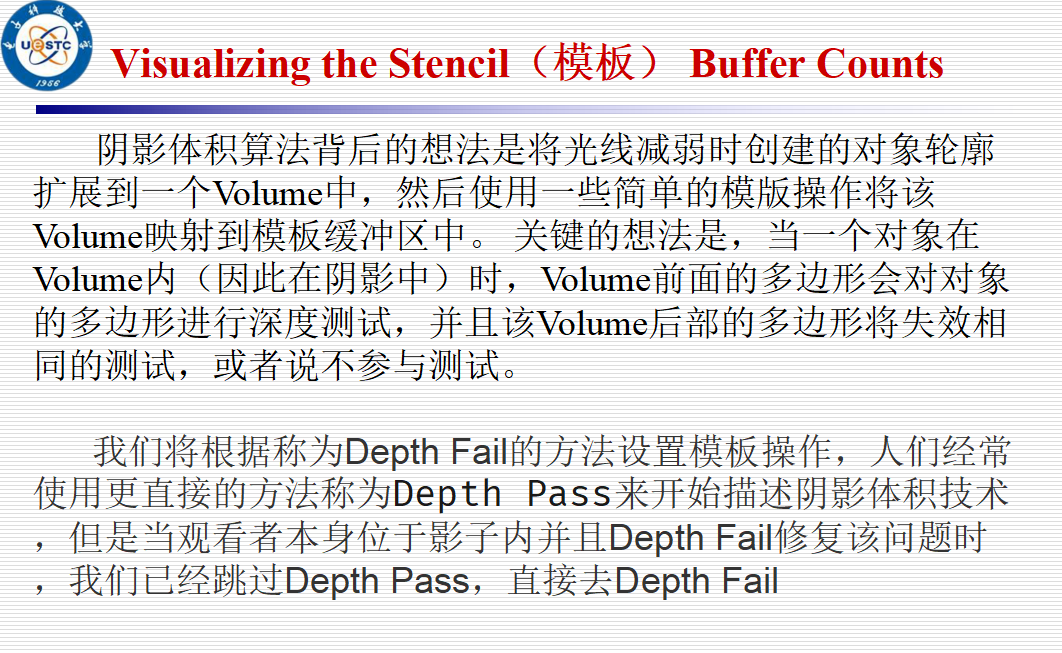 UESTC
1956
Visualizing the Stencil（模板） Buffer Counts
阴影体积算法背后的想法是将光线减弱时创建的对象轮廓
扩展到一个Volume中，然后使用一些简单的模版操作将该
Volume映射到模板缓冲区中。 关键的想法是，当一个对象在
Volume内（因此在阴影中）时，Volume前面的多边形会对对象
的多边形进行深度测试，并且该Volume后部的多边形将失效相
同的测试，或者说不参与测试。
我们将根据称为Depth Fail的方法设置模板操作，人们经常
使用更直接的方法称为Depth Pass来开始描述阴影体积技术
，但是当观看者本身位于影子内并且Depth Fail修复该问题时
，我们已经跳过Depth Pass，直接去Depth Fail